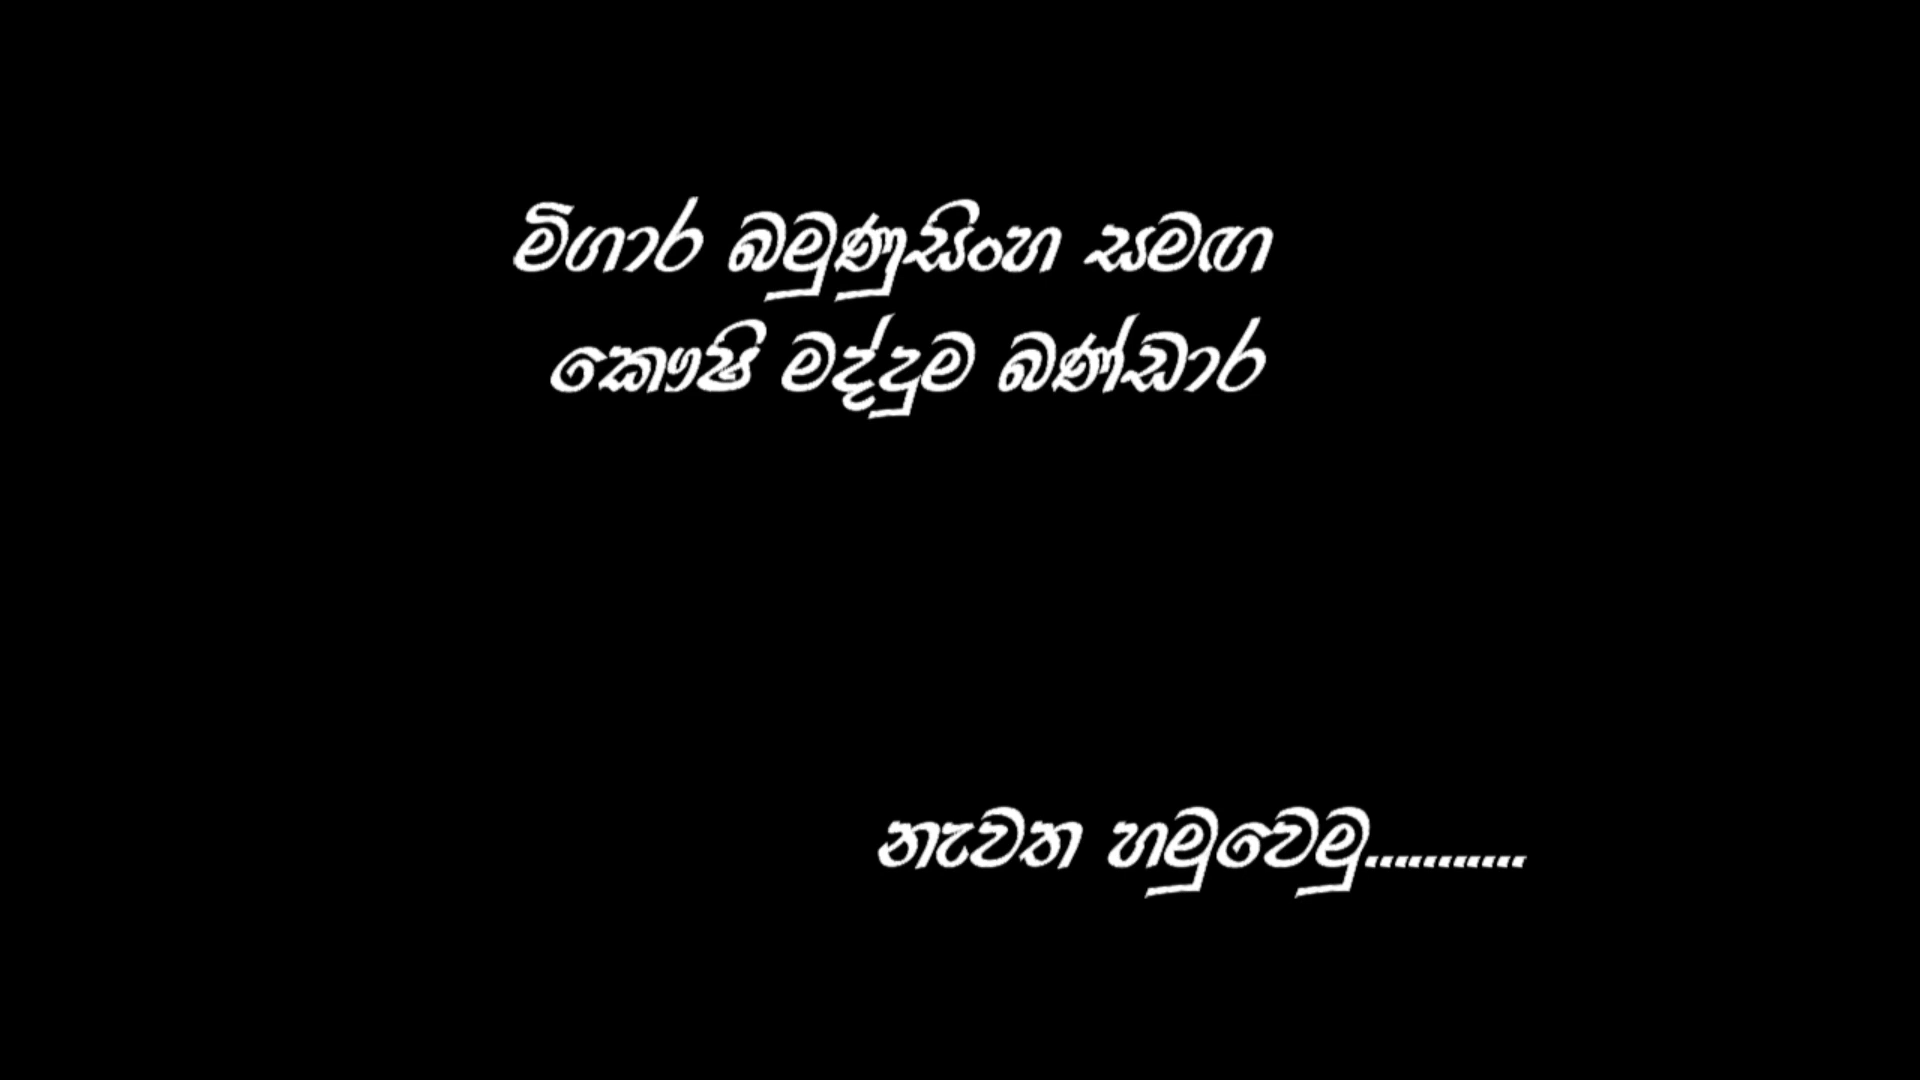 මිගාර බමුණුසිංහ සමඟ
කෞෂි මද්දුම බණ්ඩාර
නැවත හමුවෙමු...........